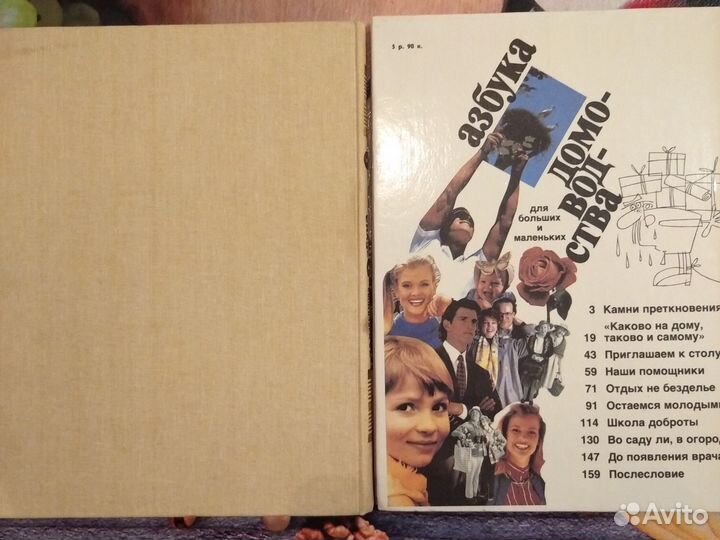 5 р. 90 к.
азбука
домо-
вод-
ства
для
больших
и
маленьких
3 Камни преткновения
«Каково на дому,
19 таково и самому»
43 Приглашаем к столу
59 Наши помощники
71 Отдых не безделье
91 Остаемся молодыми
114 Школа доброты
130 Во саду ли, в огород
147 До появления врача
159 Послесловие
Avito